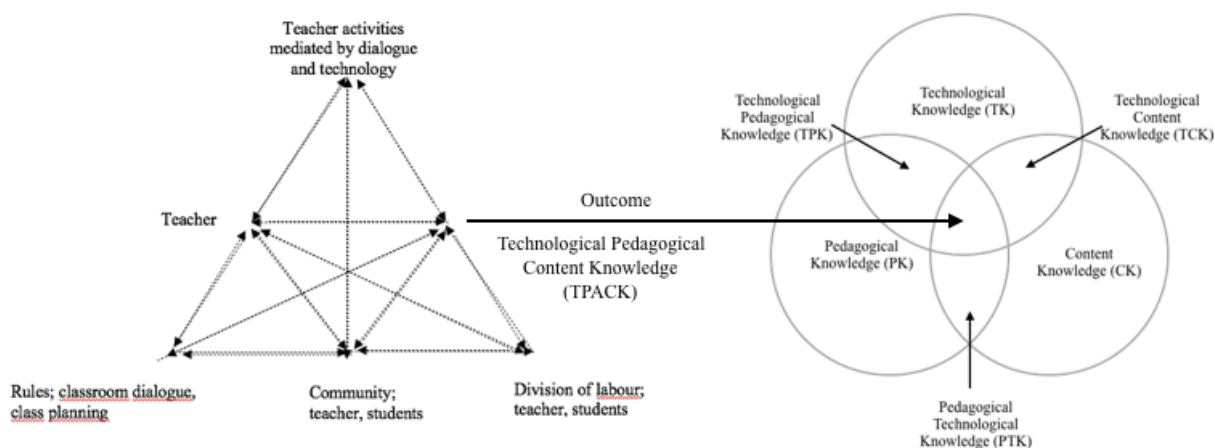 Teacher activities
mediated by dialogue
and technology
Teacher
Rules; classroom dialogue,
class planning
Community;
teacher, students
Division of labour;
teacher, students
Outcome
Technological Pedagogical
Content Knowledge
(TPACK)
Technological
Pedagogical
Knowledge (TPK)
Technological
Knowledge (TK)
Technological
Content
Knowledge (TCK)
Pedagogical
Knowledge (PK)
Content
Knowledge (CK)
Pedagogical
Technological
Knowledge (PTK)